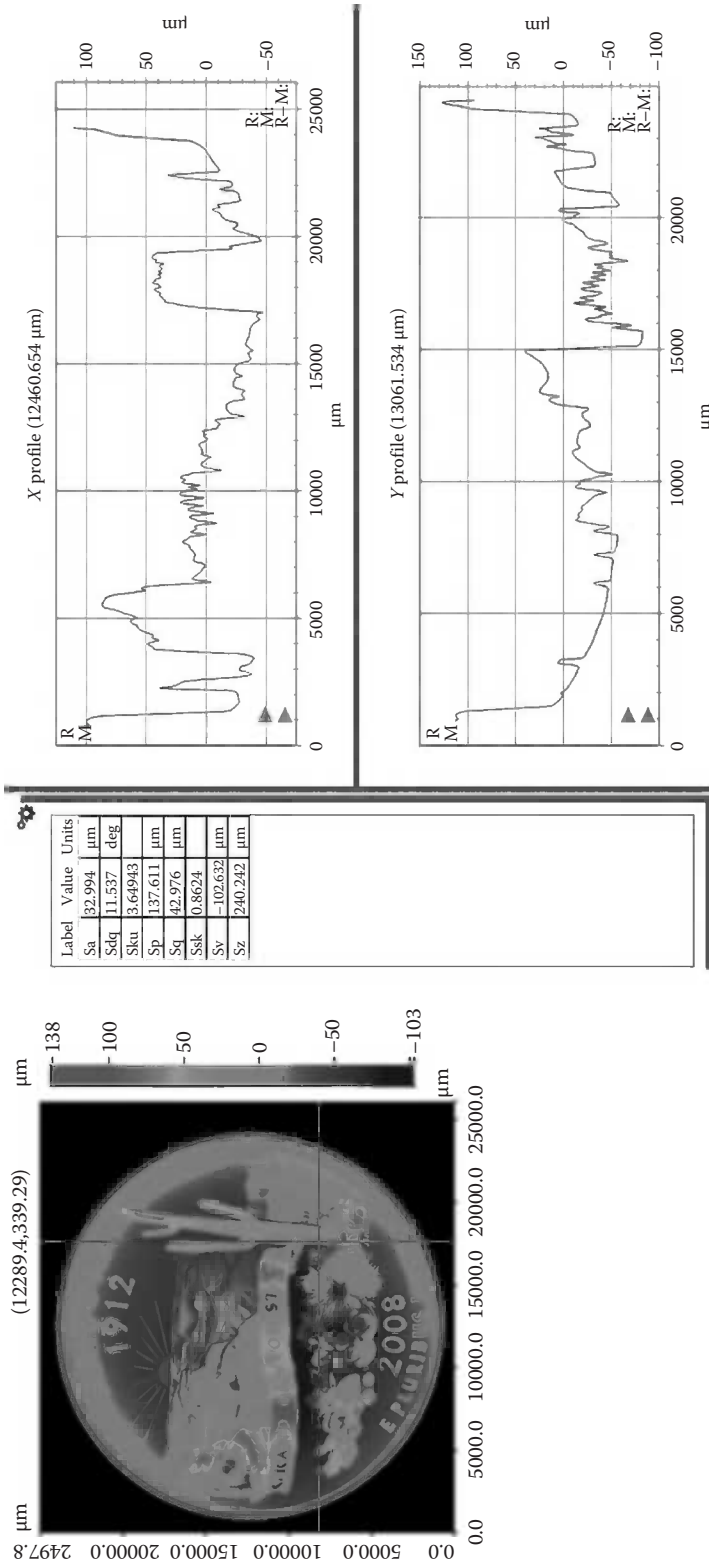 (12289.4,339.29)
µm
µm
2497.8
20000.0
15000.0
10000.0
5000.0
0.0
0.0
5000.0
10000.0
15000.0
20000.0
25000.0
µm
138
100
50
0
-50
-103
1912
2008
E PLURIBUS
Label Value Units
Sa 32.994 µm
Sdq 11.537 deg
Sku 3.64943
Sp 137.611 µm
Sq 42.976 µm
Ssk 0.8624
Sv -102.632 µm
Sz 240.242 µm
X profile (12460.654 µm)
R
M
100
50
0
-50
µm
R:
M:
R-M:
0
5000
10000
15000
20000
25000
µm
Y profile (13061.534 µm)
R
M
150
100
50
0
-50
-100
µm
R:
M:
R-M:
0
5000
10000
15000
20000
µm